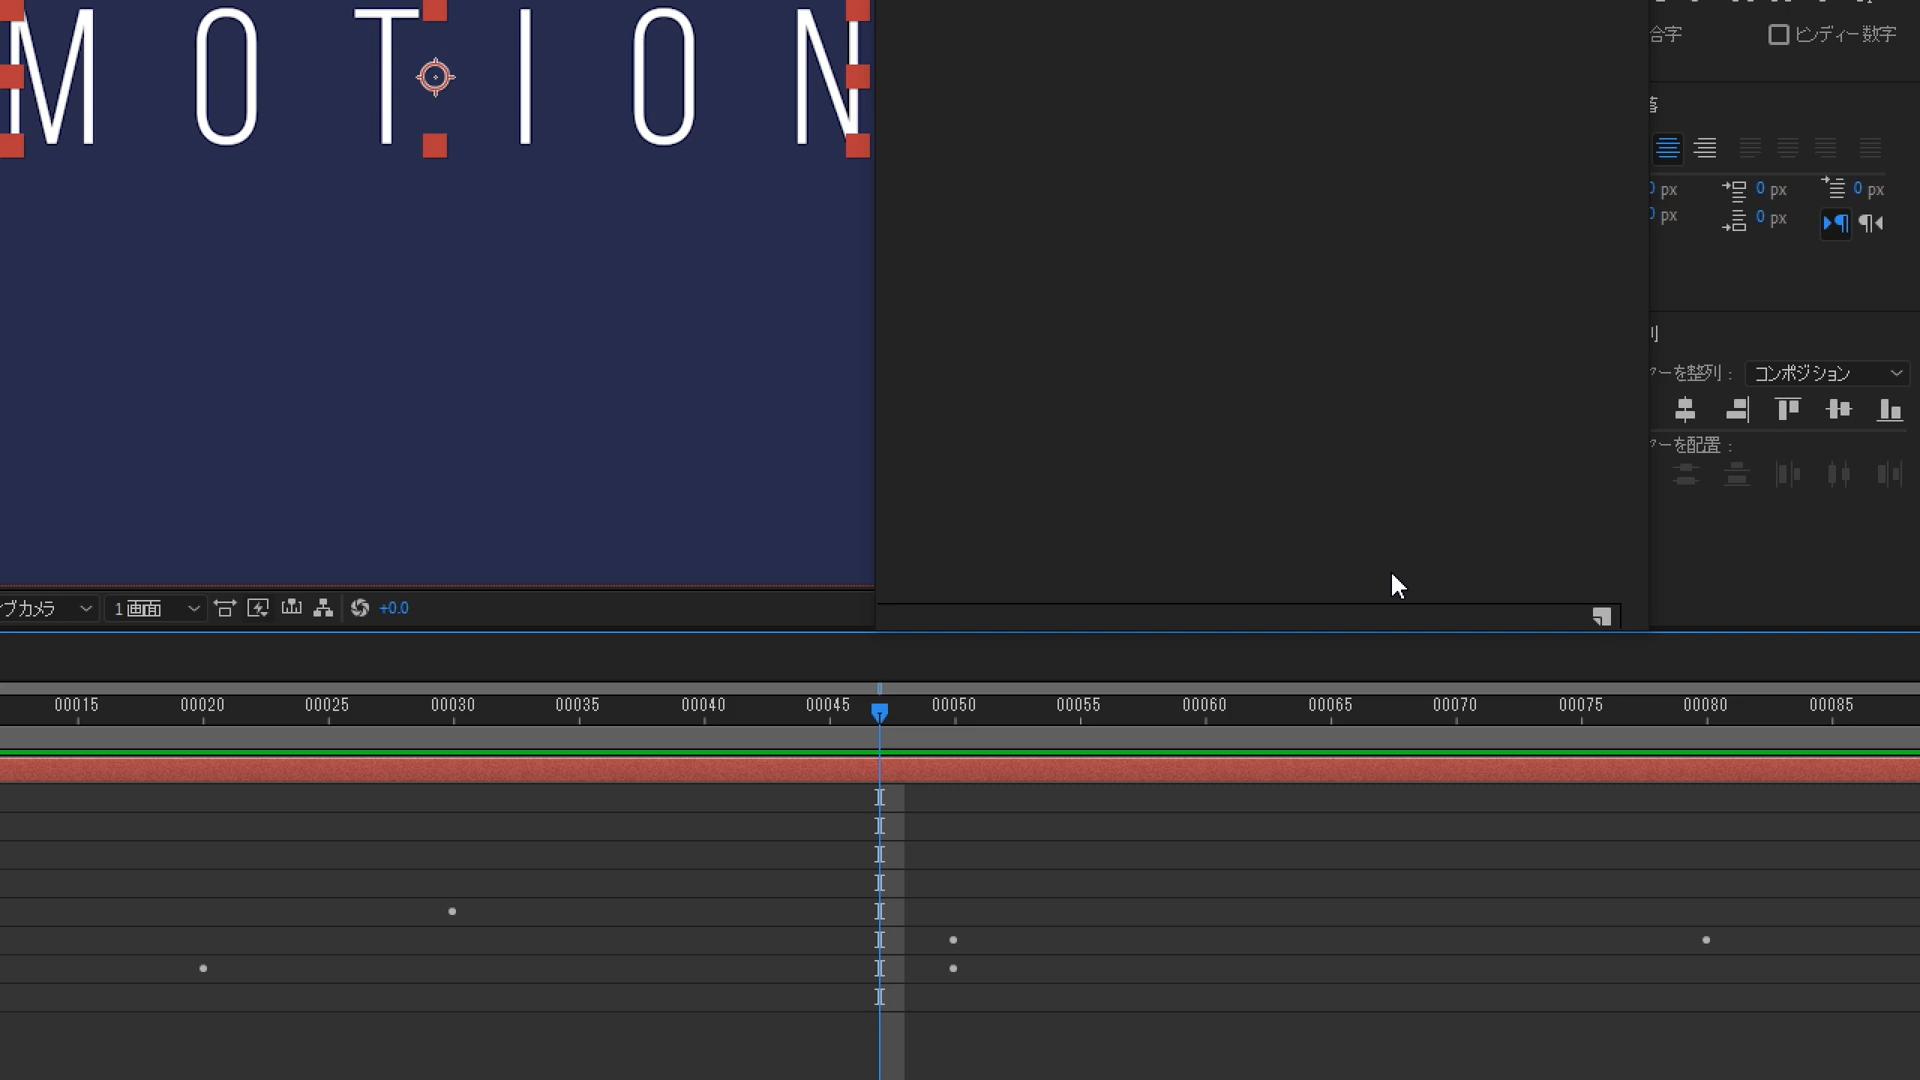 MOTION
合字 ヒンディー数字
0 px 0 px
px 0 px
ーを整列 : コンポジション
ーを配置 :
ブカメラ 1画面 +0.0
00015 00020 00025 00030 00035 00040 00045 00050 00055 00060 00065 00070 00075 00080 00085